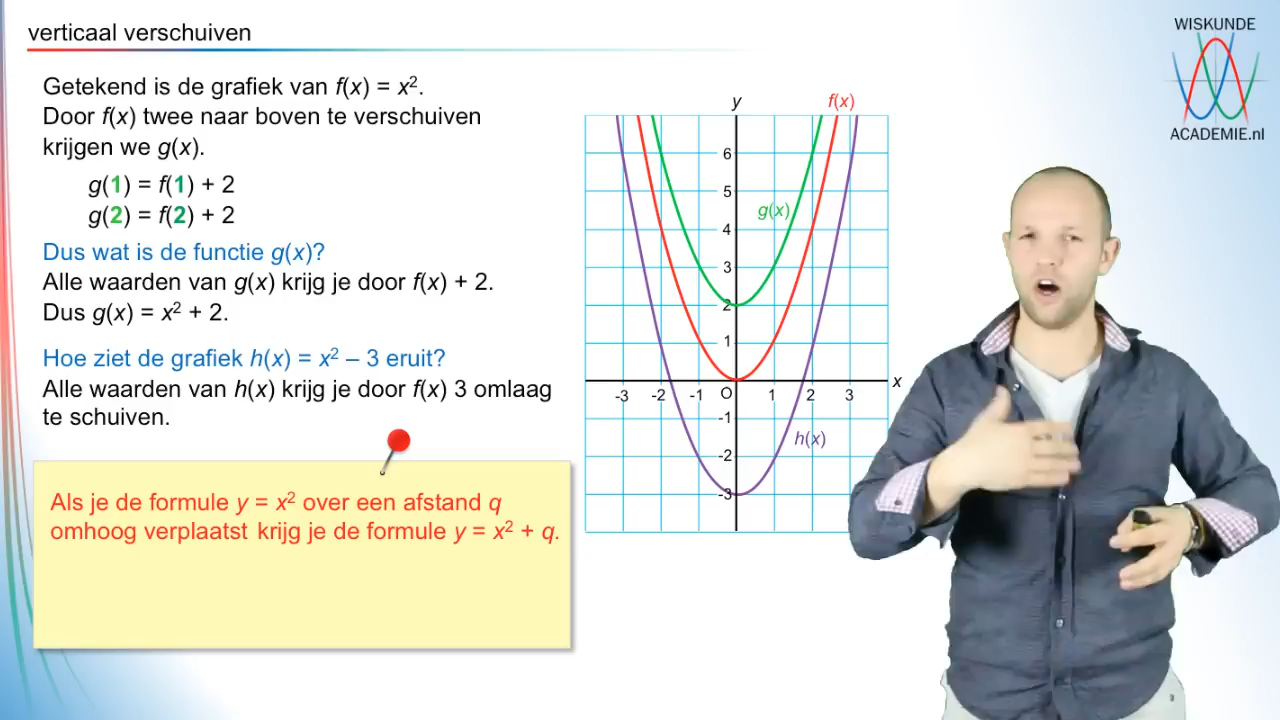 verticaal verschuiven
WISKUNDE
ACADEMIE.nl
Getekend is de grafiek van f(x) = x².
Door f(x) twee naar boven te verschuiven
krijgen we g(x).
g(1) = f(1) + 2
g(2) = f(2) + 2
Dus wat is de functie g(x)?
Alle waarden van g(x) krijg je door f(x) + 2.
Dus g(x) = x² + 2.
Hoe ziet de grafiek h(x) = x² – 3 eruit?
Alle waarden van h(x) krijg je door f(x) 3 omlaag
te schuiven.
Als je de formule y = x² over een afstand q
omhoog verplaatst krijg je de formule y = x² + q.
y
f(x)
6
5
g(x)
4
3
2
1
x
-3 -2 -1 O 1 2 3
-1
h(x)
-2
-3